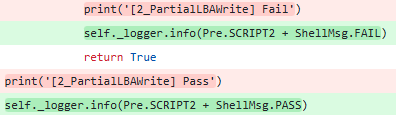 print('[2_PartialLBAWrite] Fail')
self._logger.info(Pre.SCRIPT2 + ShellMsg.FAIL)
return True
print('[2_PartialLBAWrite] Pass')
self._logger.info(Pre.SCRIPT2 + ShellMsg.PASS)